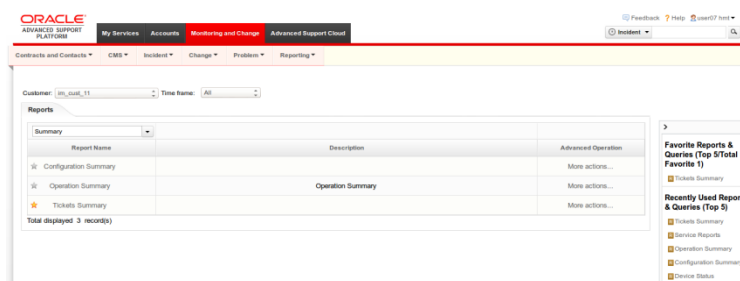 ORACLE
ADVANCED SUPPORT
PLATFORM
Feedback ? Help user07 hmt
My Services Accounts Monitoring and Change Advanced Support Cloud
Incident
Contracts and Contacts CMS Incident Change Problem Reporting
Customer: im_cust_11 Time frame: All
Reports
Summary
Report Name Description Advanced Operation
Configuration Summary More actions...
Operation Summary Operation Summary More actions...
Tickets Summary More actions...
Total displayed 3 record(s)
>
Favorite Reports &
Queries (Top 5/Total
Favorite 1)
Tickets Summary
Recently Used Repor
& Queries (Top 5)
Tickets Summary
Service Reports
Operation Summary
Configuration Summar
Device Status